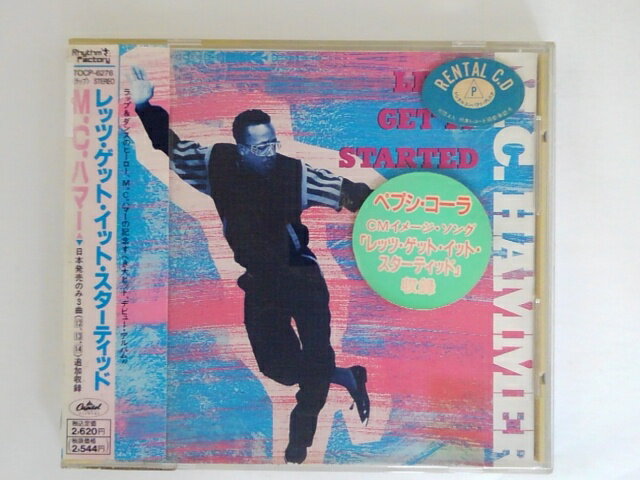 Rhythm
Factory
TOCP-6276
STEREO
M.C.ハマー
レッツ・ゲット・イット・スターティッド
▼日本発売のみ3曲(⑫、⑬、⑭)追加収録
Capitol
税込定価
2,620円
税抜価格
2,544円
GET
STARTED
M.C. HAMMER
RENTAL C.D
P
ペプシ・コーラ
CMイメージ・ソング
「レッツ・ゲット・イット・
スターティッド」
収録